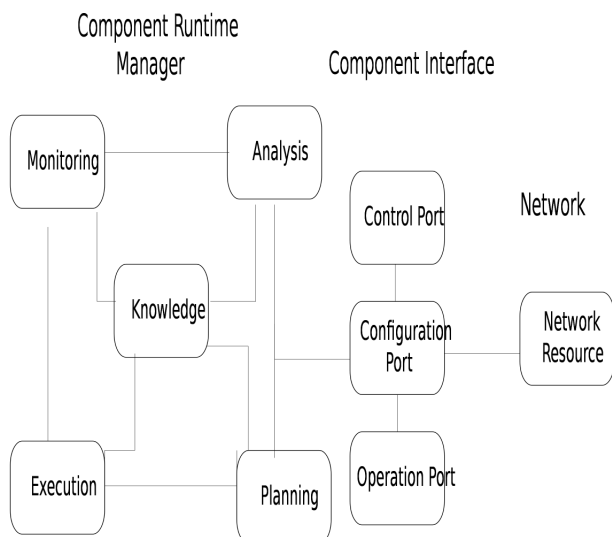 Component Runtime
Manager
Component Interface
Monitoring
Analysis
Control Port
Network
Knowledge
Configuration
Port
Network
Resource
Execution
Planning
Operation Port